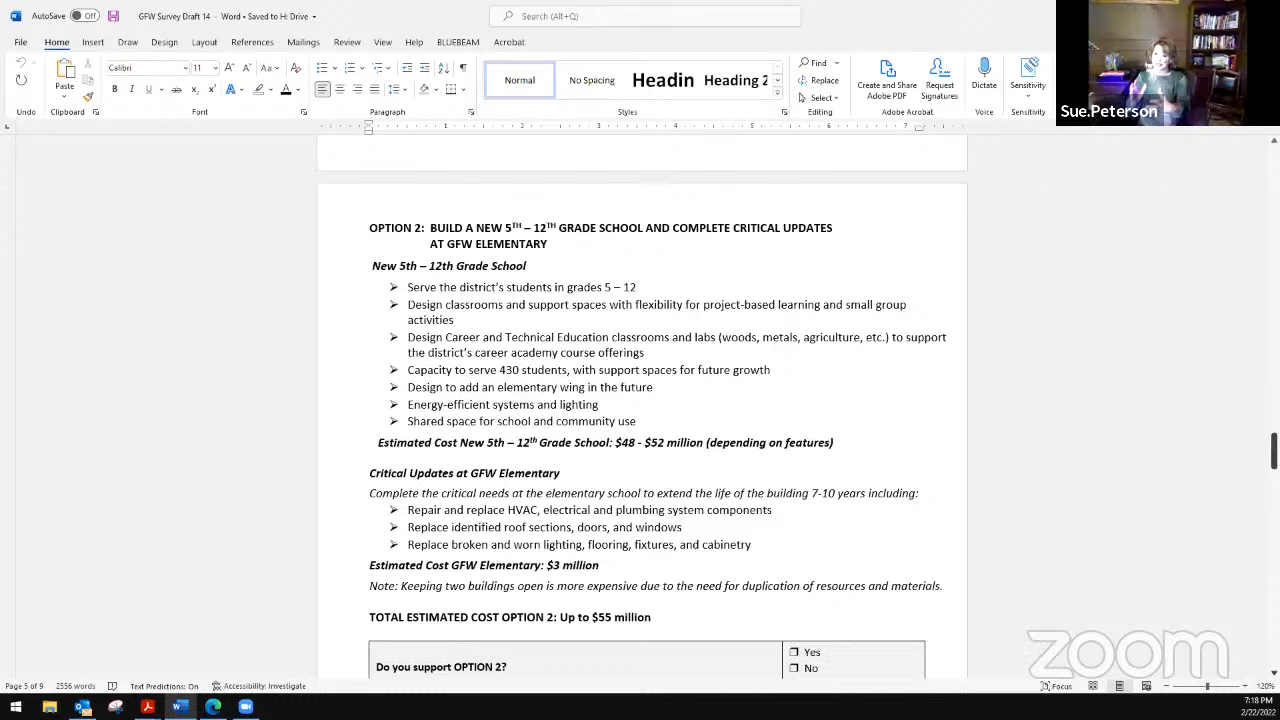 AutoSave Off GFW Survey Draft 14 - Word • Saved to H: Drive Search (Alt+Q)
File Home Insert Draw Design Layout References Mailings Review View Help BLUEBEAM Acrobat
Paste Calibri 11 Normal No Spacing Headin Heading 2 Find Replace Select Create and Share Adobe PDF Request Signatures Dictate Sensitivity
Undo Clipboard Font Paragraph Styles Editing Adobe Acrobat Voice Sensitivity
Sue.Peterson
1 2 3 4 5 6 7
OPTION 2: BUILD A NEW 5TH – 12TH GRADE SCHOOL AND COMPLETE CRITICAL UPDATES
AT GFW ELEMENTARY
New 5th – 12th Grade School
Serve the district's students in grades 5 – 12
Design classrooms and support spaces with flexibility for project-based learning and small group
activities
Design Career and Technical Education classrooms and labs (woods, metals, agriculture, etc.) to support
the district's career academy course offerings
Capacity to serve 430 students, with support spaces for future growth
Design to add an elementary wing in the future
Energy-efficient systems and lighting
Shared space for school and community use
Estimated Cost New 5th – 12th Grade School: $48 - $52 million (depending on features)
Critical Updates at GFW Elementary
Complete the critical needs at the elementary school to extend the life of the building 7-10 years including:
Repair and replace HVAC, electrical and plumbing system components
Replace identified roof sections, doors, and windows
Replace broken and worn lighting, flooring, fixtures, and cabinetry
Estimated Cost GFW Elementary: $3 million
Note: Keeping two buildings open is more expensive due to the need for duplication of resources and materials.
TOTAL ESTIMATED COST OPTION 2: Up to $55 million
Do you support OPTION 2?
Yes
No
zoom
Page 5 of 9 2556 words Text Predictions: On Accessibility: Investigate Focus 120%
7:18 PM
2/22/2022